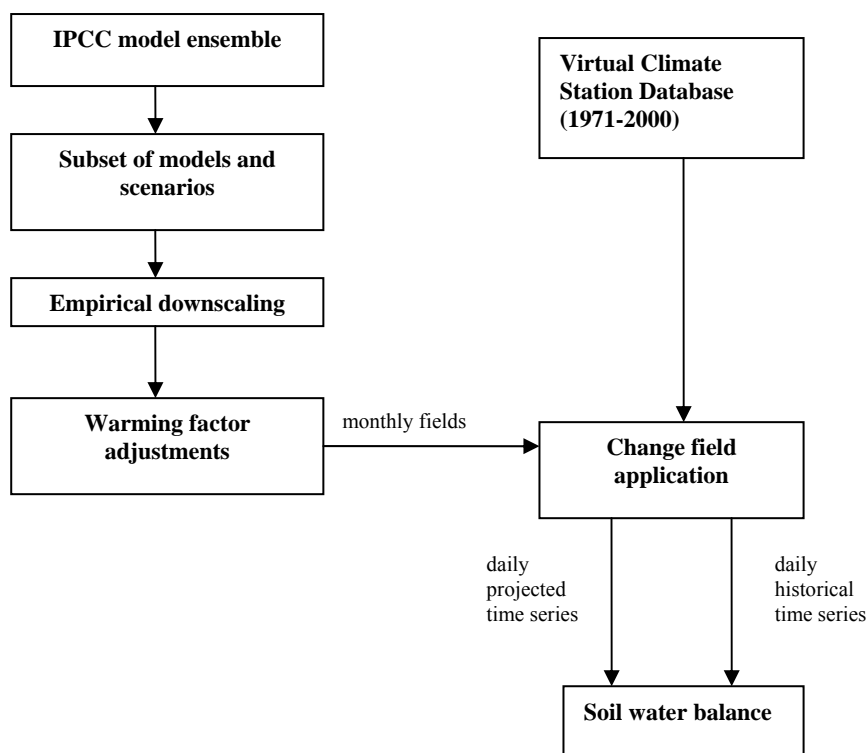 IPCC model ensemble
Virtual Climate
Station Database
(1971-2000)
Subset of models and
scenarios
Empirical downscaling
Warming factor
adjustments
monthly fields
Change field
application
daily
projected
time series
daily
historical
time series
Soil water balance